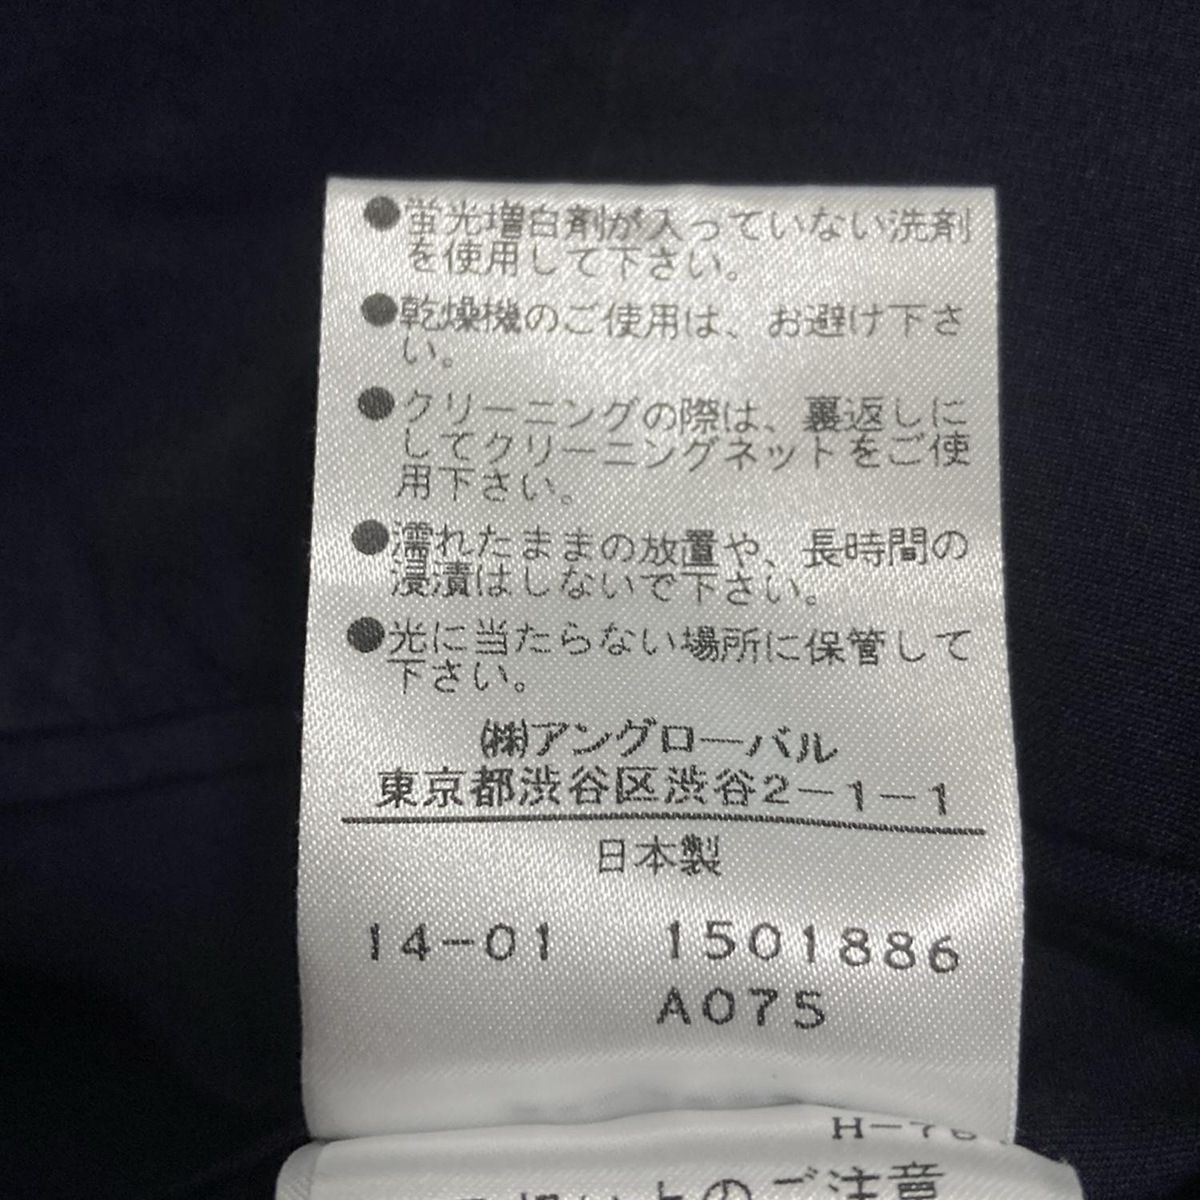 ●蛍光増白剤が入っていない洗剤
を使用して下さい。
●乾燥機のご使用は、お避け下さ
い。
●クリーニングの際は、裏返しに
してクリーニングネットをご使
用下さい。
●濡れたままの放置や、長時間の
浸漬はしないで下さい。
●光に当たらない場所に保管して
下さい。
㈱アングローバル
東京都渋谷区渋谷2-1-1
日本製
14-01 1501886
A075
H-76
上のご注意